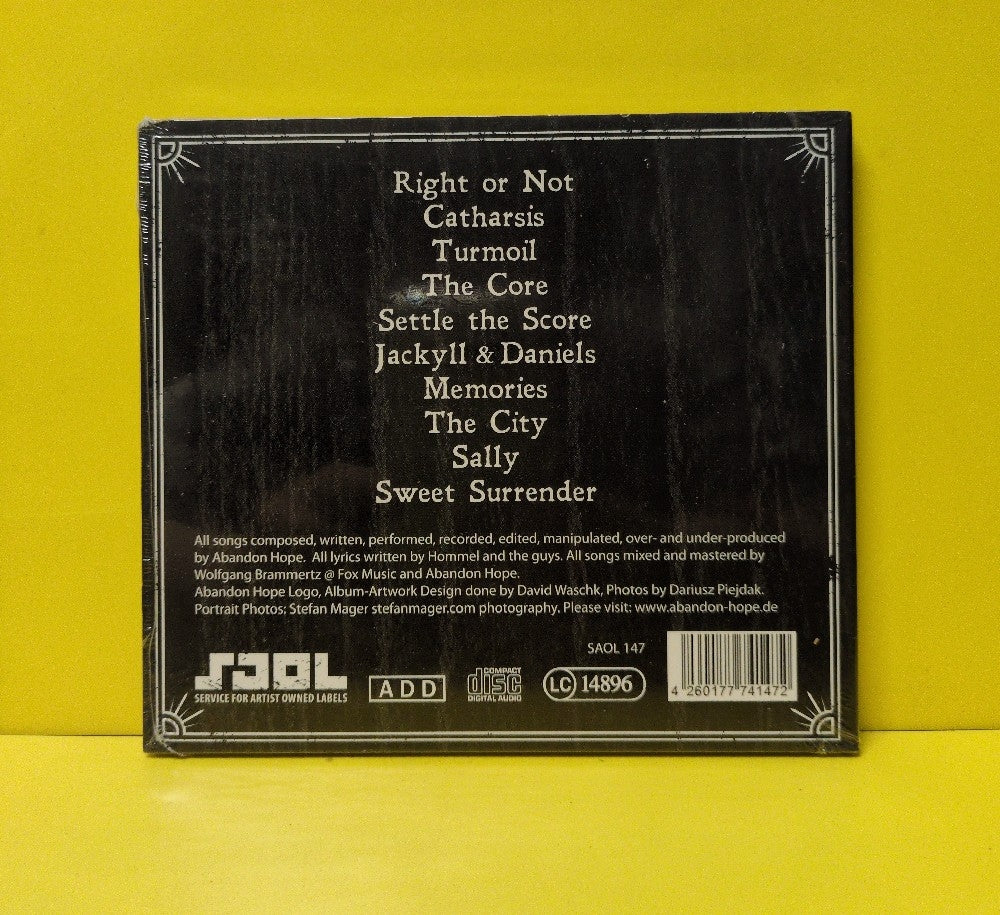 Right or Not
Catharsis
Turmoil
The Core
Settle the Score
Jackyll & Daniels
Memories
The City
Sally
Sweet Surrender
All songs composed, written, performed, recorded, edited, manipulated, over- and under-produced
by Abandon Hope. All lyrics written by Hommel and the guys. All songs mixed and mastered by
Wolfgang Brammertz @ Fox Music and Abandon Hope.
Abandon Hope Logo, Album-Artwork Design done by David Waschk, Photos by Dariusz Piejdak.
Portrait Photos: Stefan Mager stefanmager.com photography. Please visit: www.abandon-hope.de
SAOL 147
SAOL
SERVICE FOR ARTIST OWNED LABELS
ADD
COMPACT
disc
DIGITAL AUDIO
LC 14896
4 260177 741472